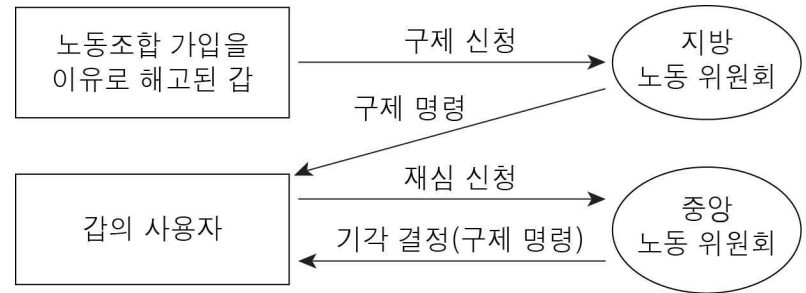 노동조합 가입을
이유로 해고된 갑
구제 신청
지방
노동 위원회
구제 명령
갑의 사용자
재심 신청
기각 결정(구제 명령)
중앙
노동 위원회